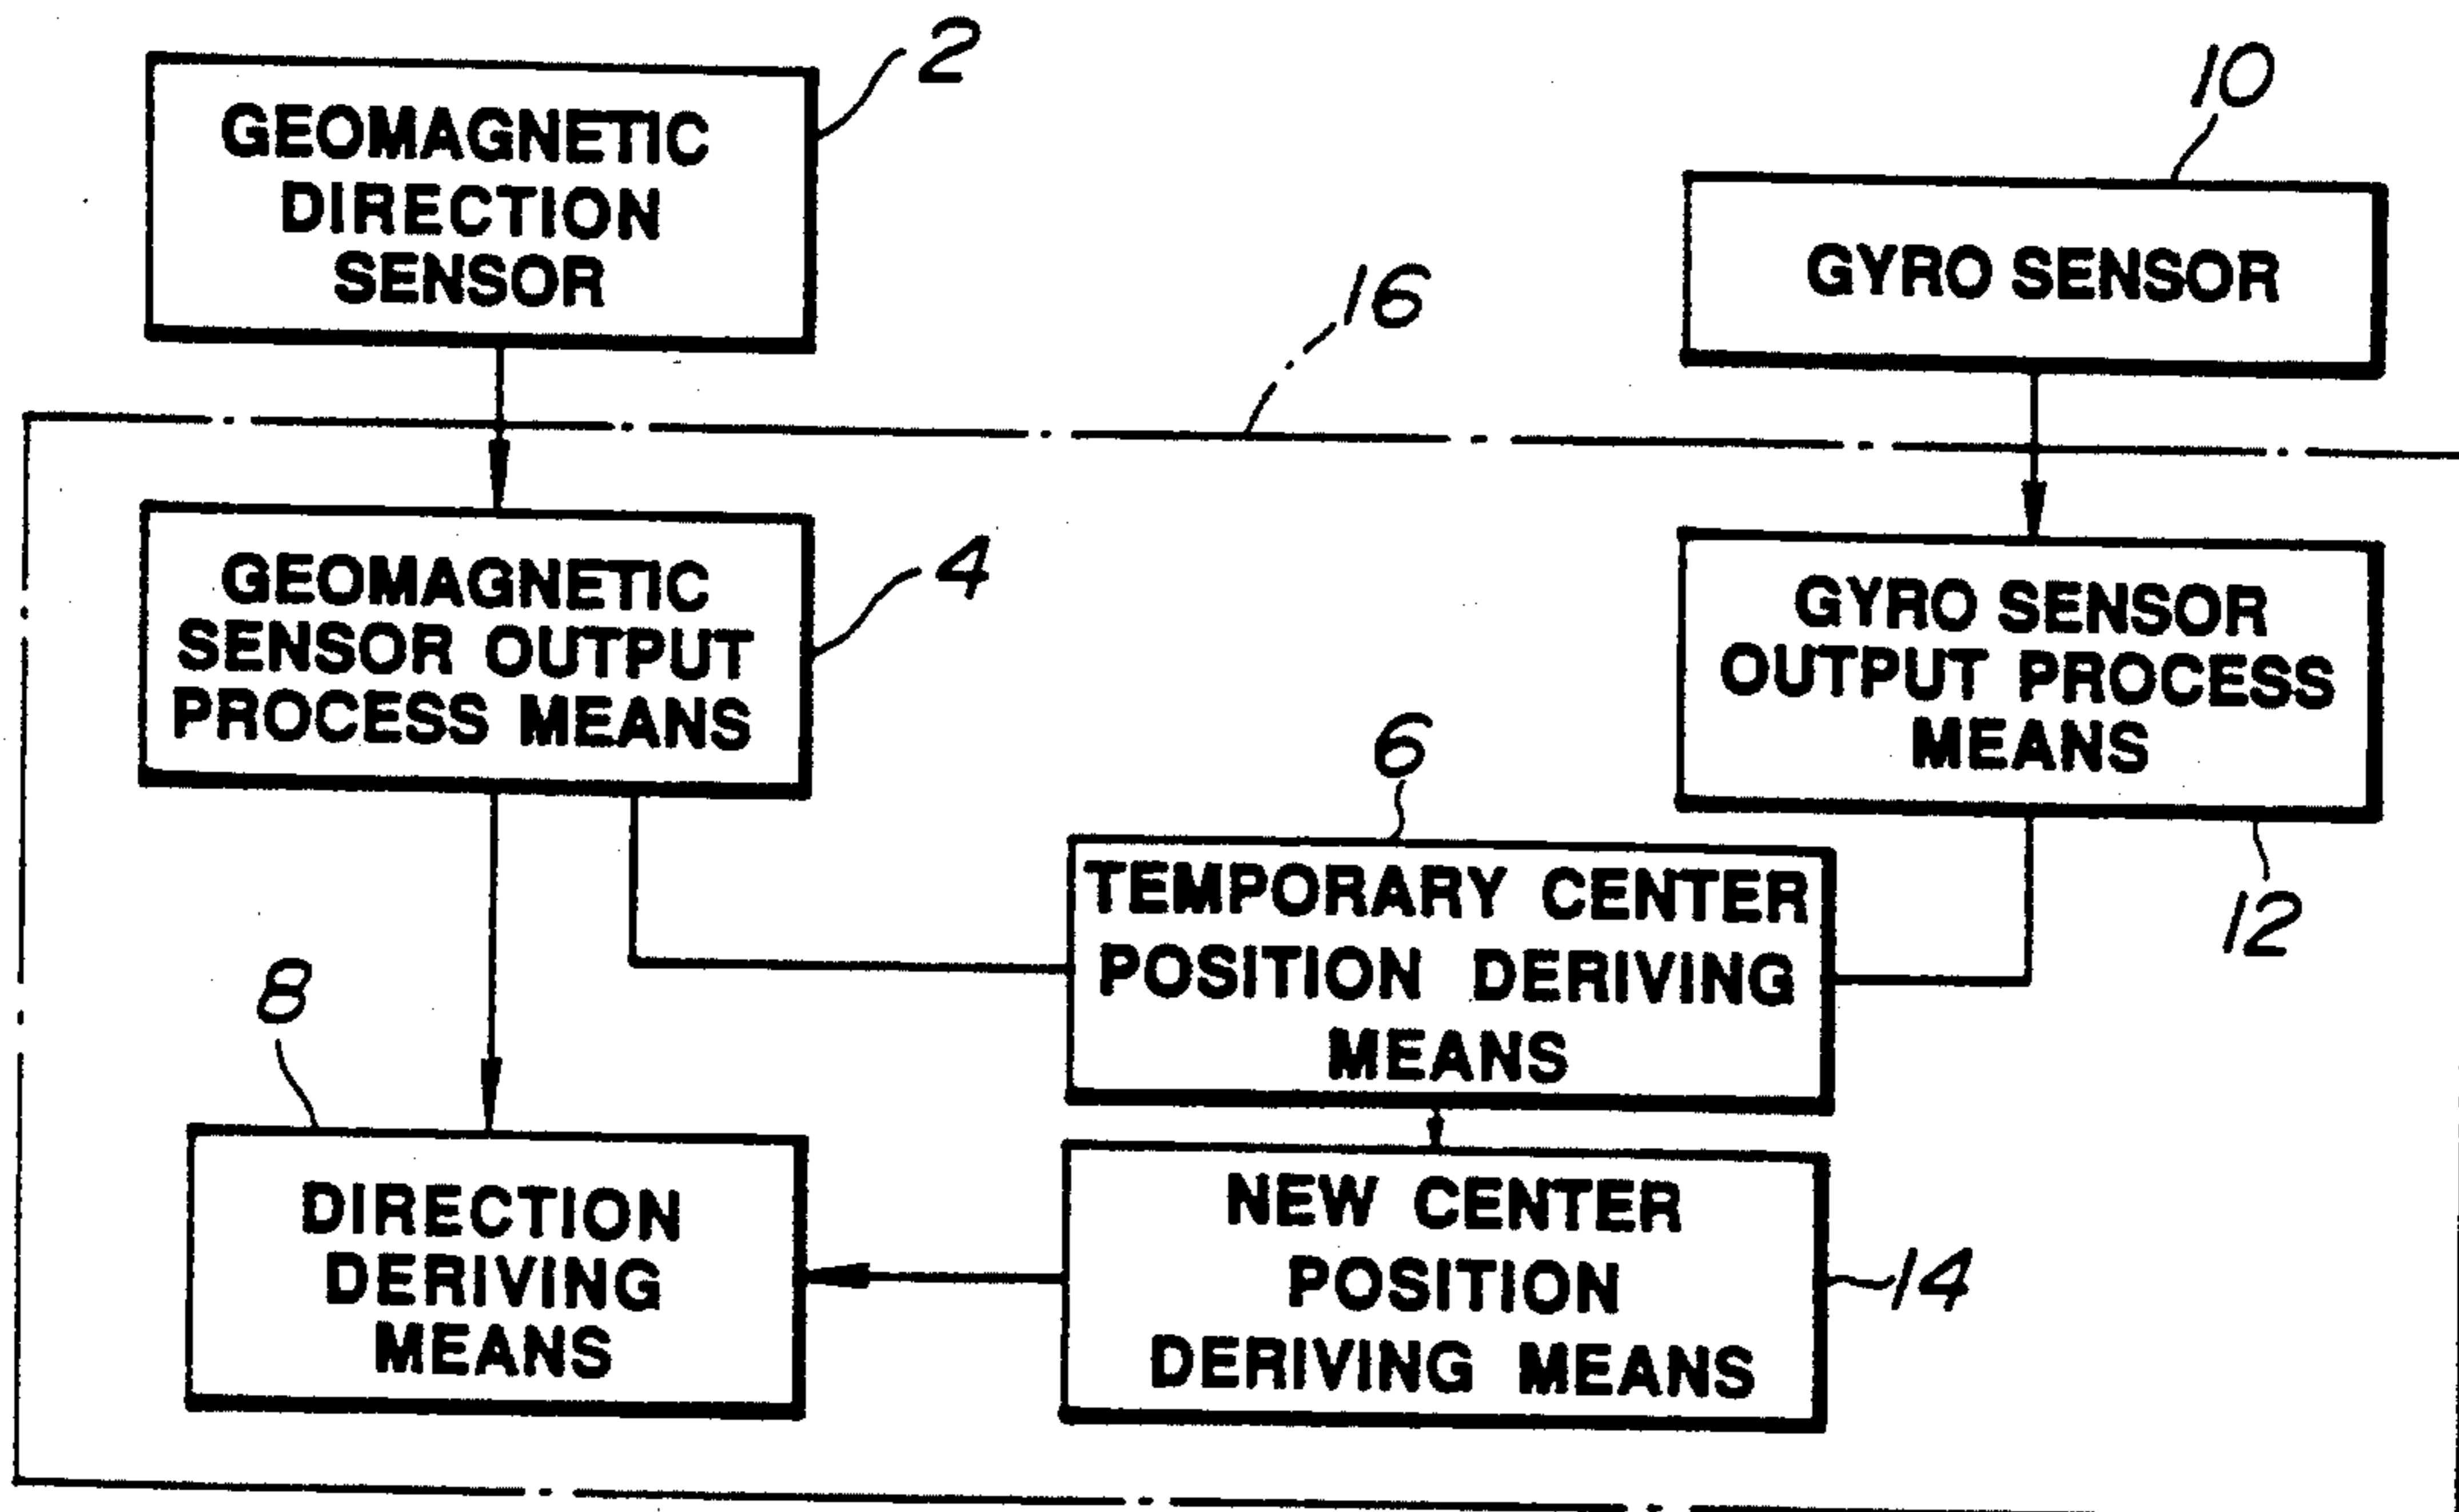 2
GEOMAGNETIC
DIRECTION
SENSOR
10
GYRO SENSOR
16
GEOMAGNETIC
SENSOR OUTPUT
PROCESS MEANS
4
GYRO SENSOR
OUTPUT PROCESS
MEANS
12
6
TEMPORARY CENTER
POSITION DERIVING
MEANS
8
DIRECTION
DERIVING
MEANS
NEW CENTER
POSITION
DERIVING MEANS
14